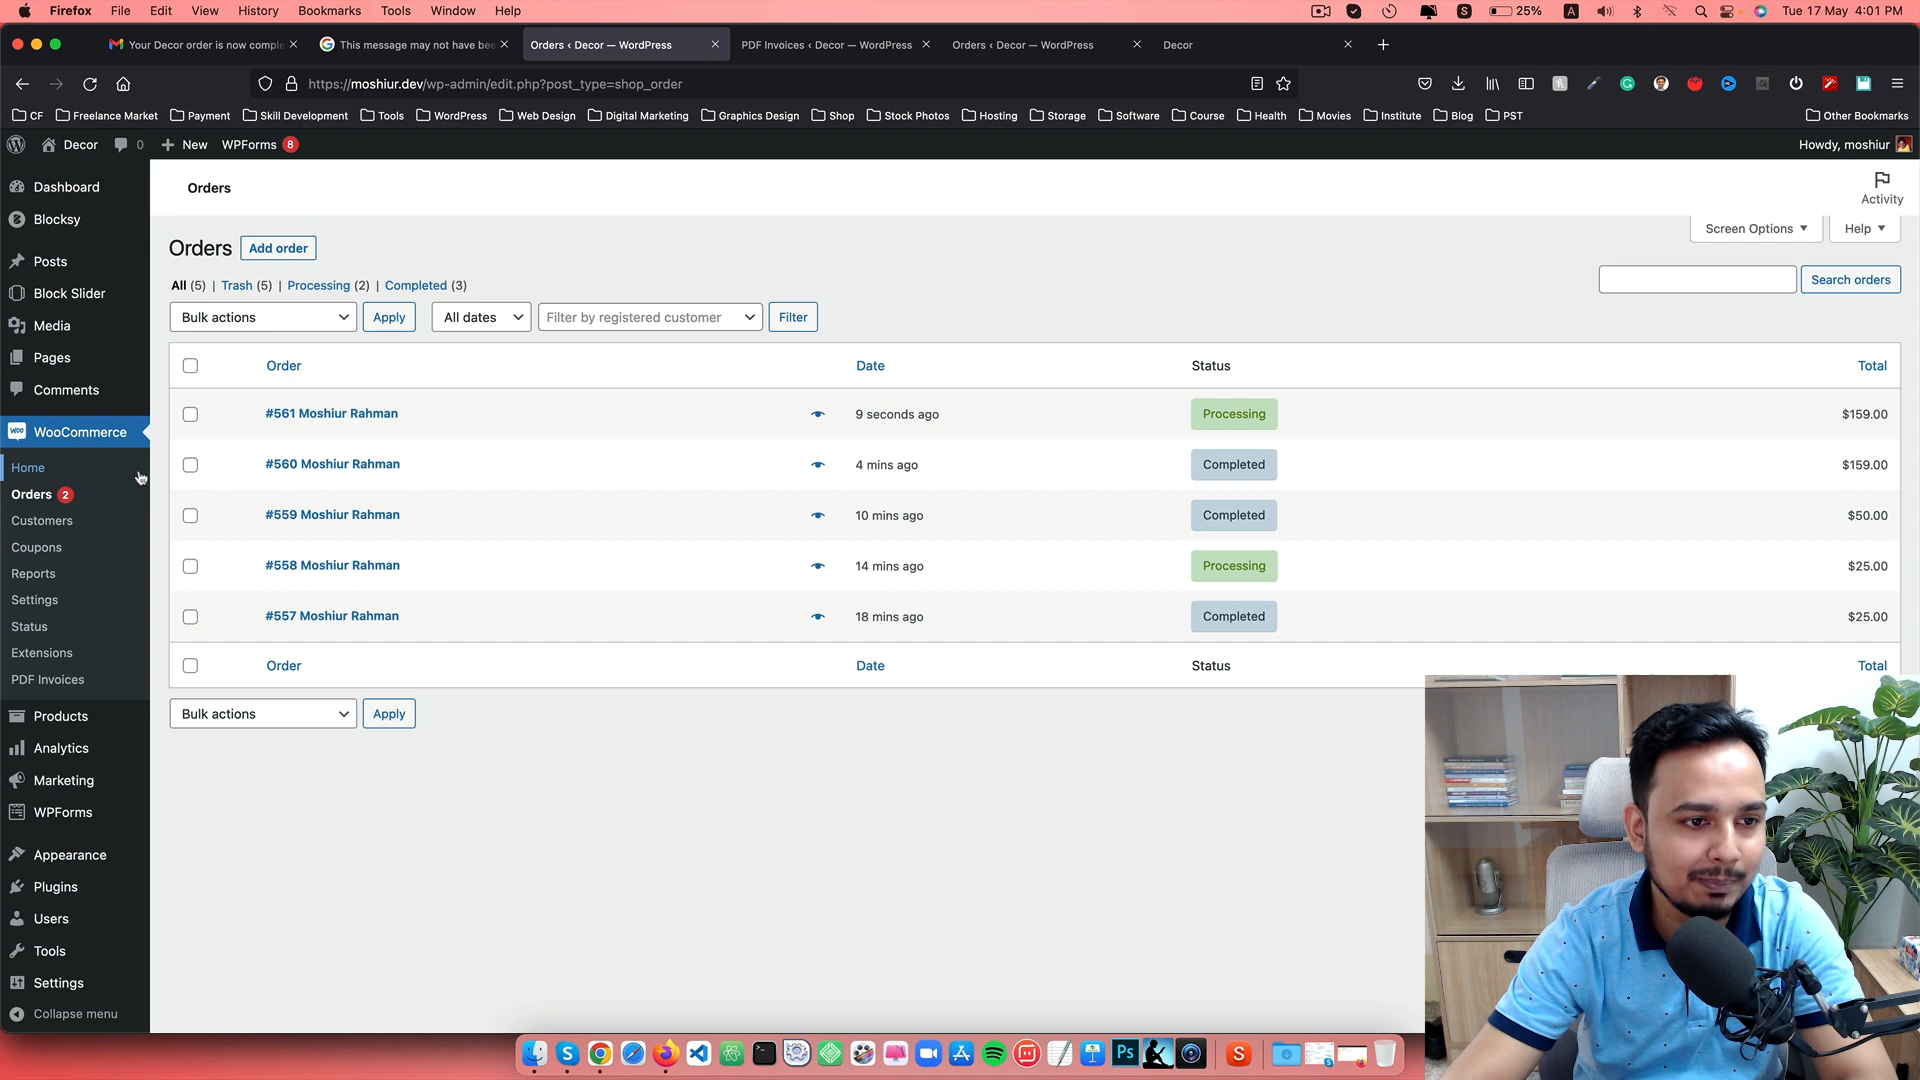 Firefox File Edit View History Bookmarks Tools Window Help 25% A Tue 17 May 4:01 PM
Your Decor order is now comple This message may not have bee Orders ‹ Decor — WordPress PDF Invoices ‹ Decor — WordPress Orders ‹ Decor — WordPress Decor
https://moshiur.dev/wp-admin/edit.php?post_type=shop_order
CF Freelance Market Payment Skill Development Tools WordPress Web Design Digital Marketing Graphics Design Shop Stock Photos Hosting Storage Software Course Health Movies Institute Blog PST Other Bookmarks
Decor 0 New WPForms 8 Howdy, moshiur
Dashboard
Blocksy
Posts
Block Slider
Media
Pages
Comments
WooCommerce
Home
Orders 2
Customers
Coupons
Reports
Settings
Status
Extensions
PDF Invoices
Products
Analytics
Marketing
WPForms
Appearance
Plugins
Users
Tools
Settings
Collapse menu
Orders
Activity
Screen Options Help
Orders Add order
All (5) | Trash (5) | Processing (2) | Completed (3)
Search orders
Bulk actions Apply All dates Filter by registered customer Filter
Order Date Status Total
#561 Moshiur Rahman 9 seconds ago Processing $159.00
#560 Moshiur Rahman 4 mins ago Completed $159.00
#559 Moshiur Rahman 10 mins ago Completed $50.00
#558 Moshiur Rahman 14 mins ago Processing $25.00
#557 Moshiur Rahman 18 mins ago Completed $25.00
Order Date Status Total
Bulk actions Apply
Ps